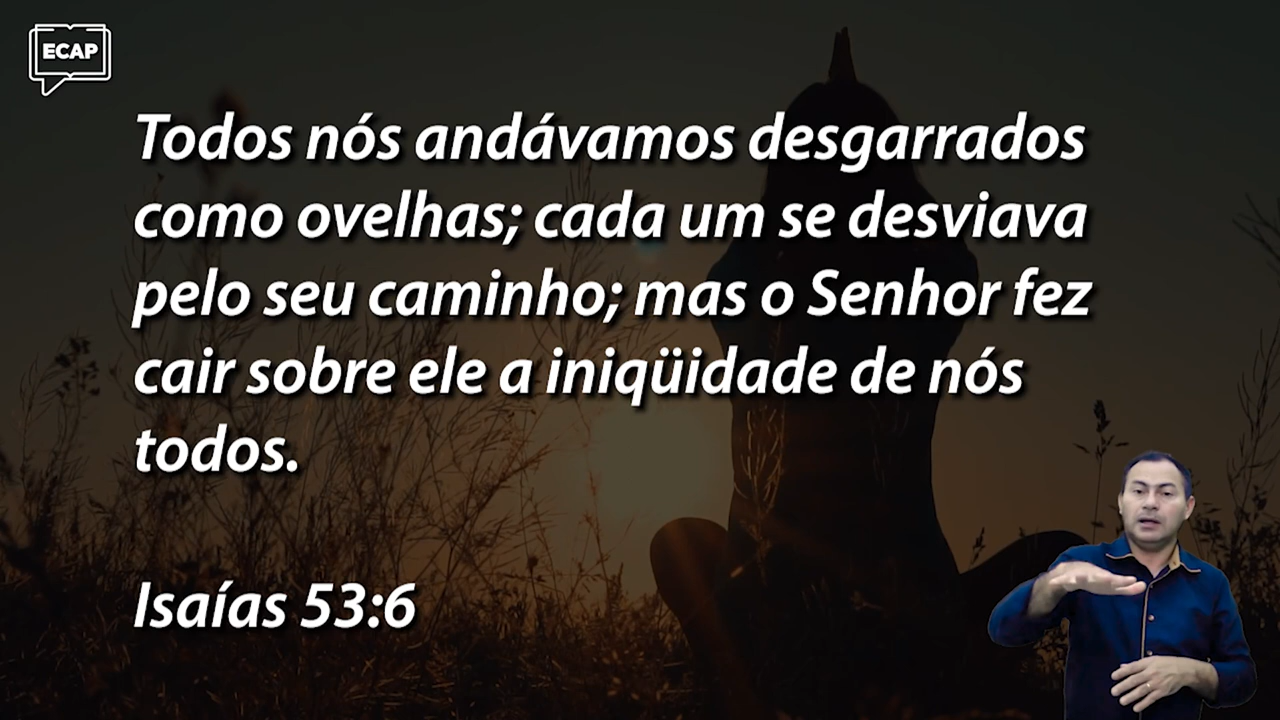 ECAP
Todos nós andávamos desgarrados
como ovelhas; cada um se desviava
pelo seu caminho; mas o Senhor fez
cair sobre ele a iniqüidade de nós
todos.
Isaías 53:6